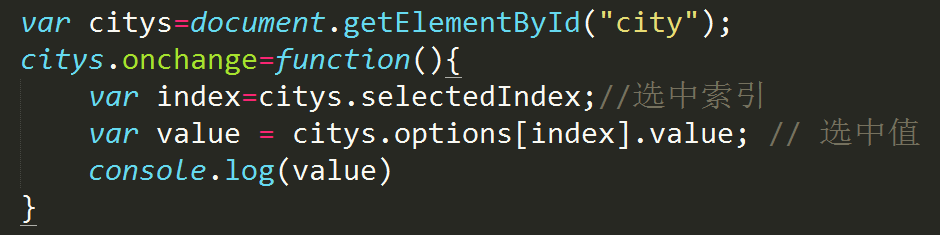 var citys=document.getElementById("city");
citys.onchange=function(){
    var index=citys.selectedIndex;//选中索引
    var value = citys.options[index].value; // 选中值
    console.log(value)
}